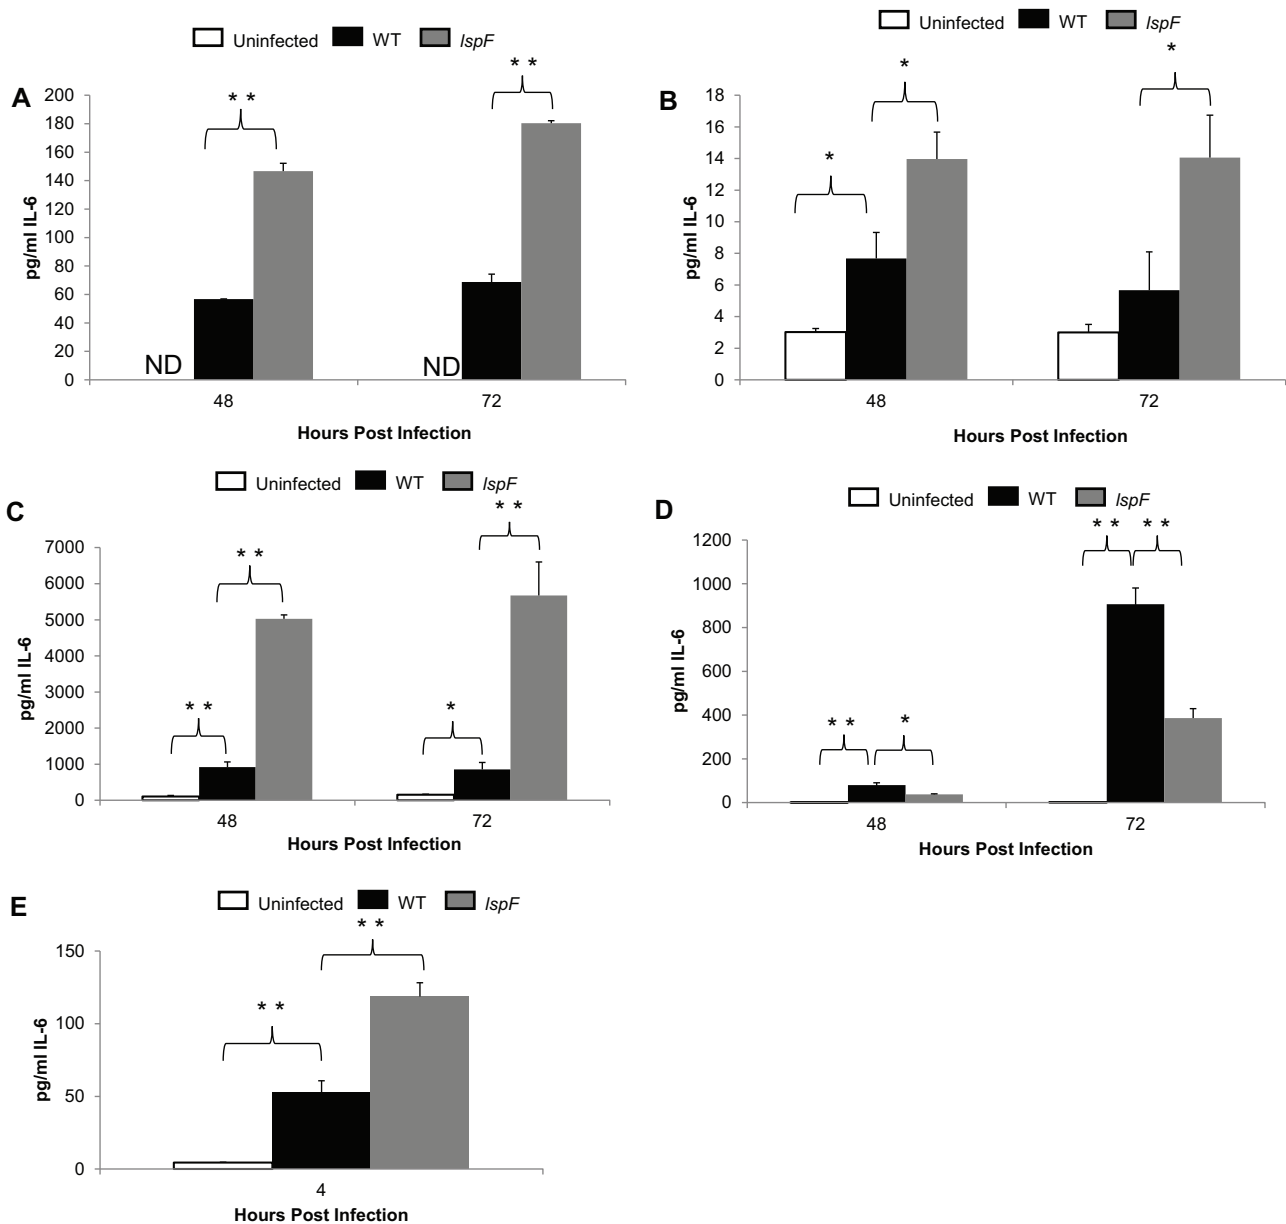 Uninfected WT lspF
A
* *
* *
200
180
160
140
120
100
80
60
40
20
0
pg/ml IL-6
ND
ND
48
72
Hours Post Infection
Uninfected WT lspF
B
*
*
*
18
16
14
12
10
8
6
4
2
0
pg/ml IL-6
48
72
Hours Post Infection
Uninfected WT lspF
C
* *
* *
* *
*
7000
6000
5000
4000
3000
2000
1000
0
pg/ml IL-6
48
72
Hours Post Infection
Uninfected WT lspF
D
* *
*
* *
* *
1200
1000
800
600
400
200
0
pg/ml IL-6
48
72
Hours Post Infection
Uninfected WT lspF
E
* *
* *
150
100
50
0
pg/ml IL-6
4
Hours Post Infection